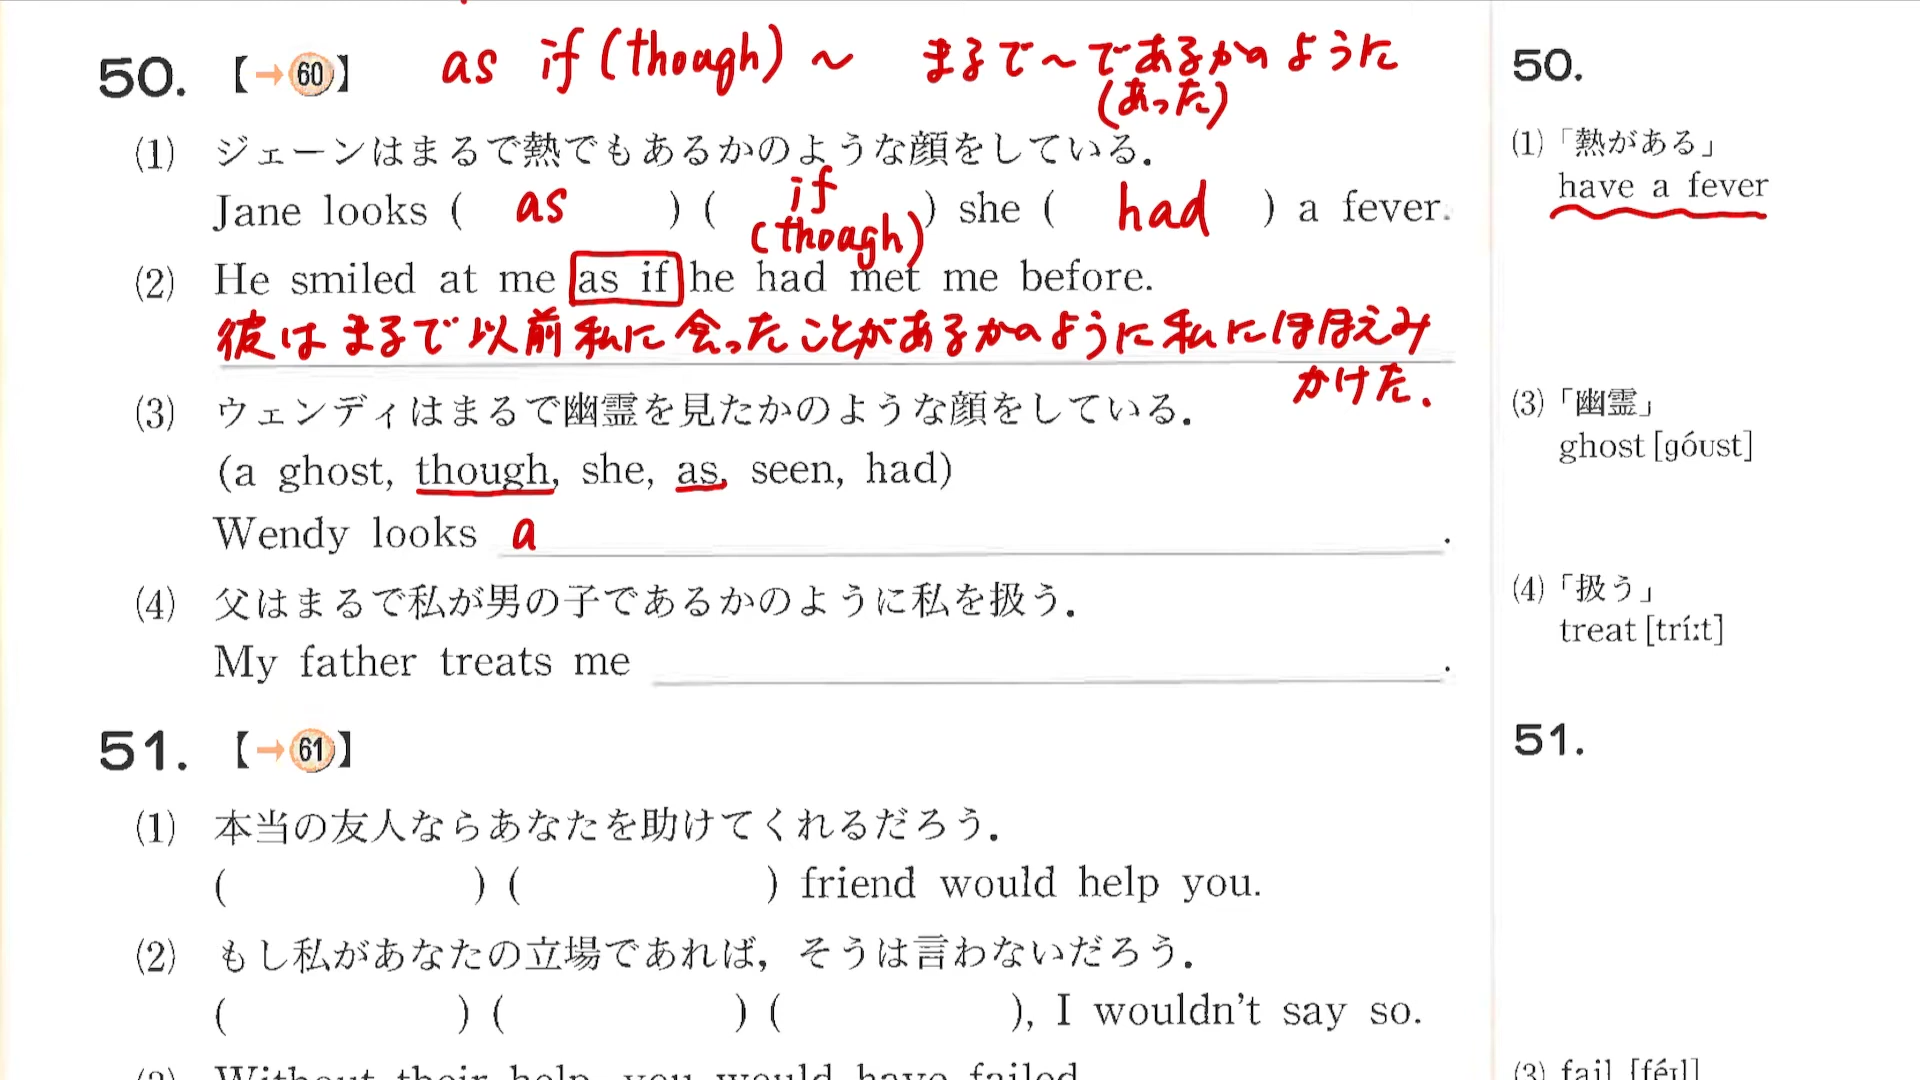 50. 【→60】 as if (though) ～ まるで～であるかのように
(あった)
(1) ジェーンはまるで熱でもあるかのような顔をしている．
Jane looks ( as ) ( if ) she ( had ) a fever.
(though)
(2) He smiled at me as if he had met me before.
彼はまるで以前私に会ったことがあるかのように私にほほえみ
かけた．
(3) ウェンディはまるで幽霊を見たかのような顔をしている．
(a ghost, though, she, as, seen, had)
Wendy looks a .
(4) 父はまるで私が男の子であるかのように私を扱う．
My father treats me .
51. 【→61】
(1) 本当の友人ならあなたを助けてくれるだろう．
( ) ( ) friend would help you.
(2) もし私があなたの立場であれば，そうは言わないだろう．
( ) ( ) ( ), I wouldn't say so.
(3) Without their help, you would have failed
50.
(1)「熱がある」
have a fever
(3)「幽霊」
ghost [góust]
(4)「扱う」
treat [tríːt]
51.
(3) fail [féɪl]